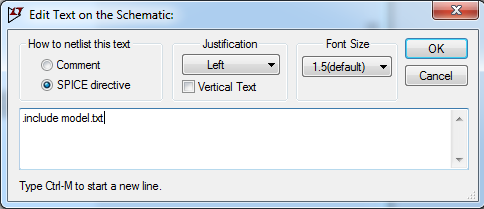 Edit Text on the Schematic:
How to netlist this text
Comment
SPICE directive
Justification
Left
Vertical Text
Font Size
1.5(default)
OK
Cancel
.include model.txt
Type Ctrl-M to start a new line.